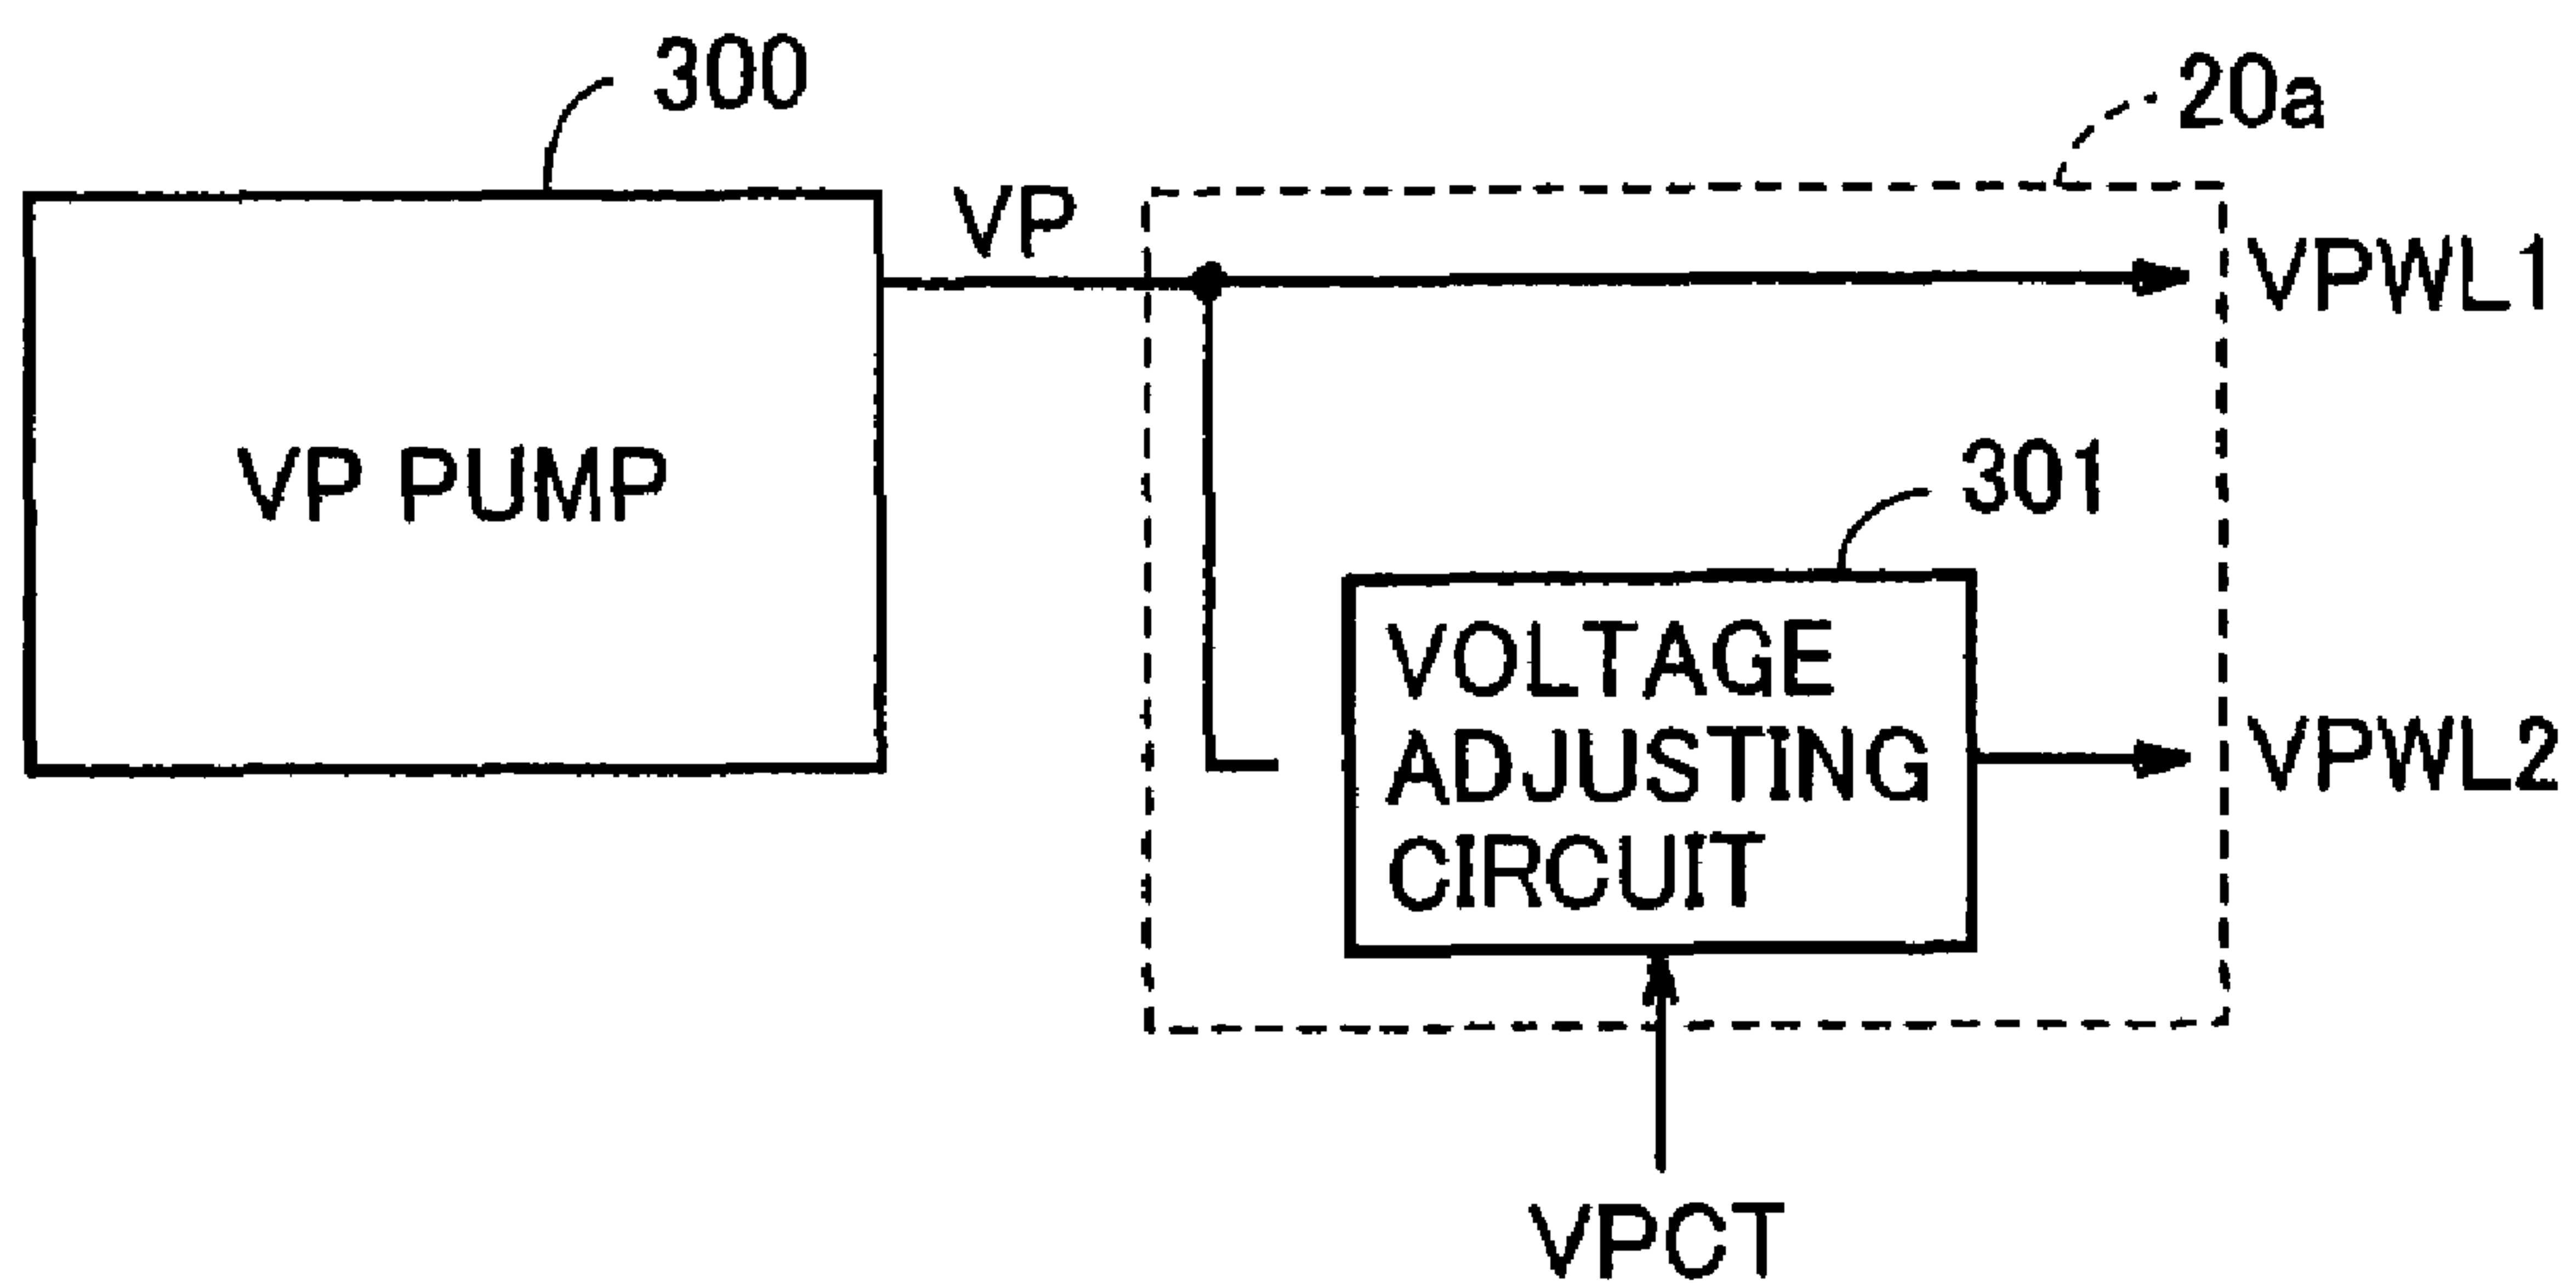 300
20a
VP
VPWL1
VP PUMP
301
VOLTAGE
ADJUSTING
CIRCUIT
VPWL2
VPCT